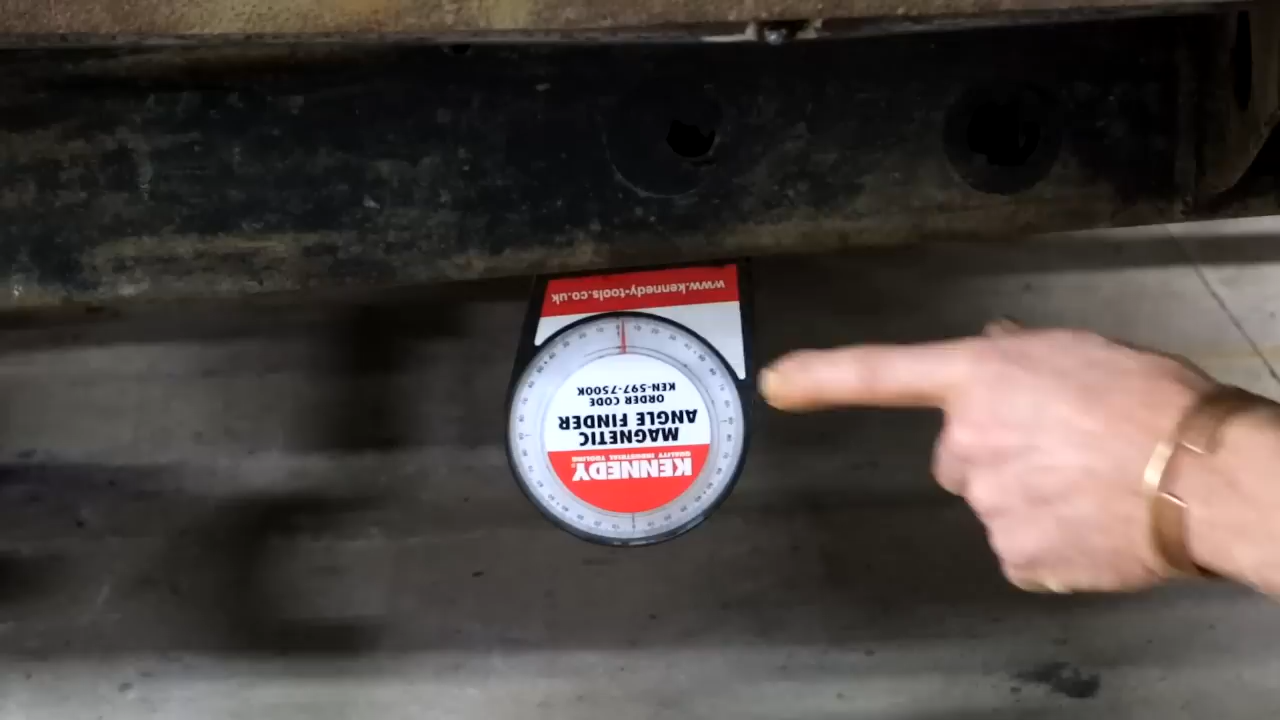 KENNEDY®
QUALITY INDUSTRIAL TOOLING
MAGNETIC
ANGLE FINDER
ORDER CODE
KEN-597-7500K
www.kennedy-tools.co.uk